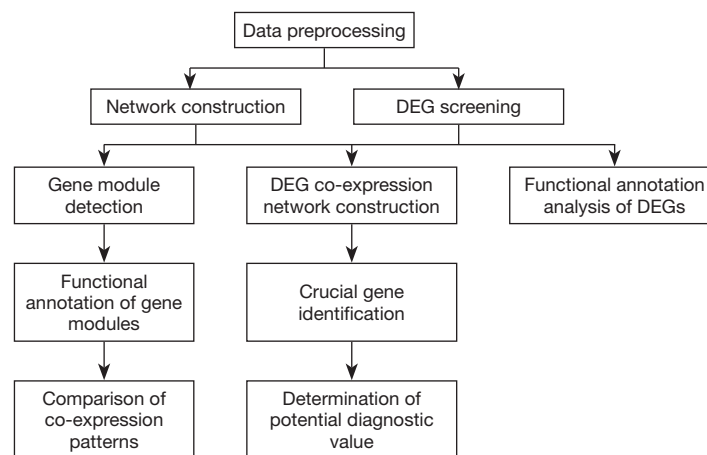 Data preprocessing
Network construction
DEG screening
Gene module
detection
DEG co-expression
network construction
Functional annotation
analysis of DEGs
Functional
annotation of gene
modules
Crucial gene
identification
Comparison of
co-expression
patterns
Determination of
potential diagnostic
value